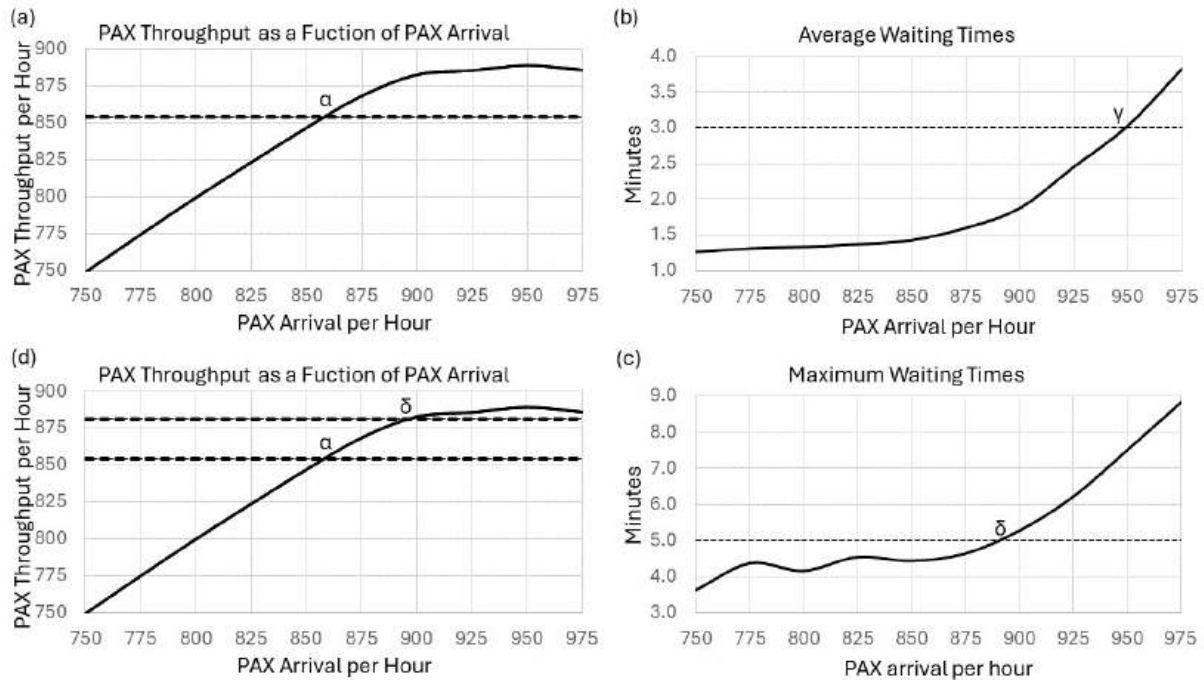 (a)
PAX Throughput as a Fuction of PAX Arrival
PAX Throughput per Hour
900
875
850
825
800
775
750
α
750 775 800 825 850 875 900 925 950 975
PAX Arrival per Hour
(b)
Average Waiting Times
Minutes
4.0
3.5
3.0
2.5
2.0
1.5
1.0
γ
750 775 800 825 850 875 900 925 950 975
PAX Arrival per Hour
(d)
PAX Throughput as a Fuction of PAX Arrival
PAX Throughput per Hour
900
875
850
825
800
775
750
δ
α
750 775 800 825 850 875 900 925 950 975
PAX Arrival per Hour
(c)
Maximum Waiting Times
Minutes
9.0
8.0
7.0
6.0
5.0
4.0
3.0
δ
750 775 800 825 850 875 900 925 950 975
PAX arrival per hour